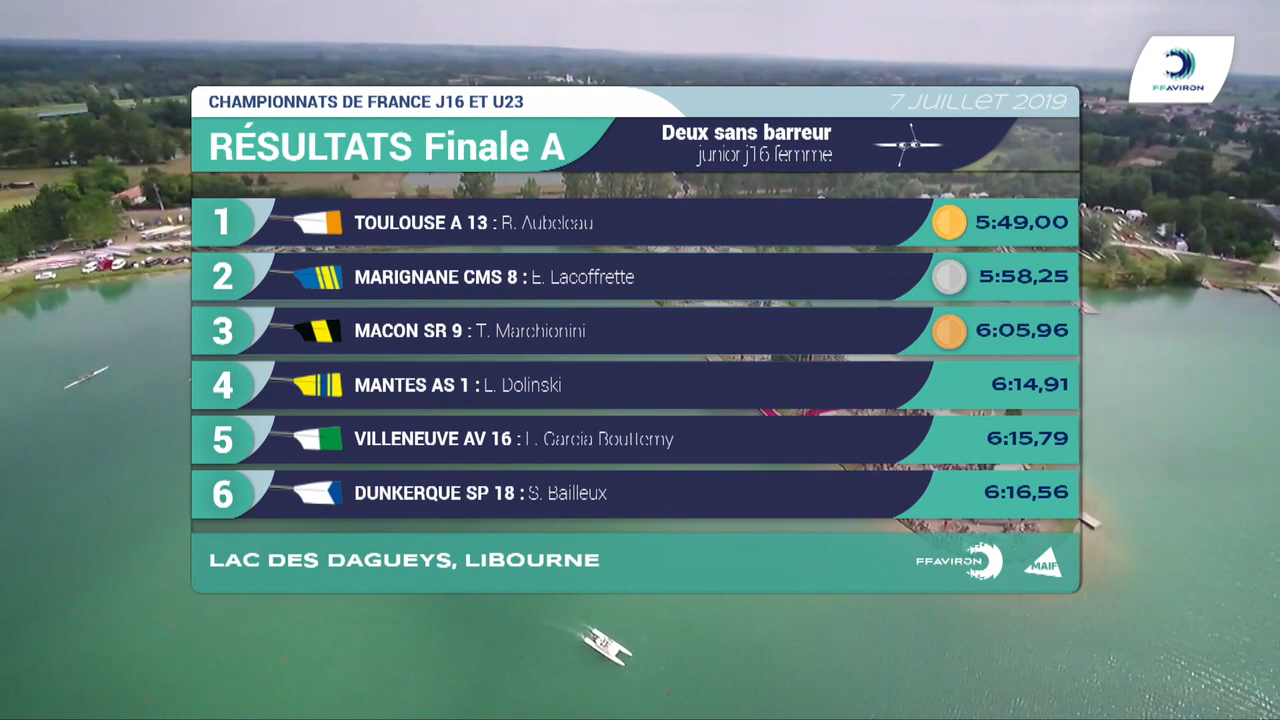 FFAVIRON
CHAMPIONNATS DE FRANCE J16 ET U23
7 JUILLET 2019
RÉSULTATS Finale A
Deux sans barreur
junior j16 femme
1 TOULOUSE A 13 : R. Aubeleau 5:49,00
2 MARIGNANE CMS 8 : E. Lacoffrette 5:58,25
3 MACON SR 9 : T. Marchionini 6:05,96
4 MANTES AS 1 : L. Dolinski 6:14,91
5 VILLENEUVE AV 16 : L. Garcia Bouttemy 6:15,79
6 DUNKERQUE SP 18 : S. Bailleux 6:16,56
LAC DES DAGUEYS, LIBOURNE
FFAVIRON
MAIF